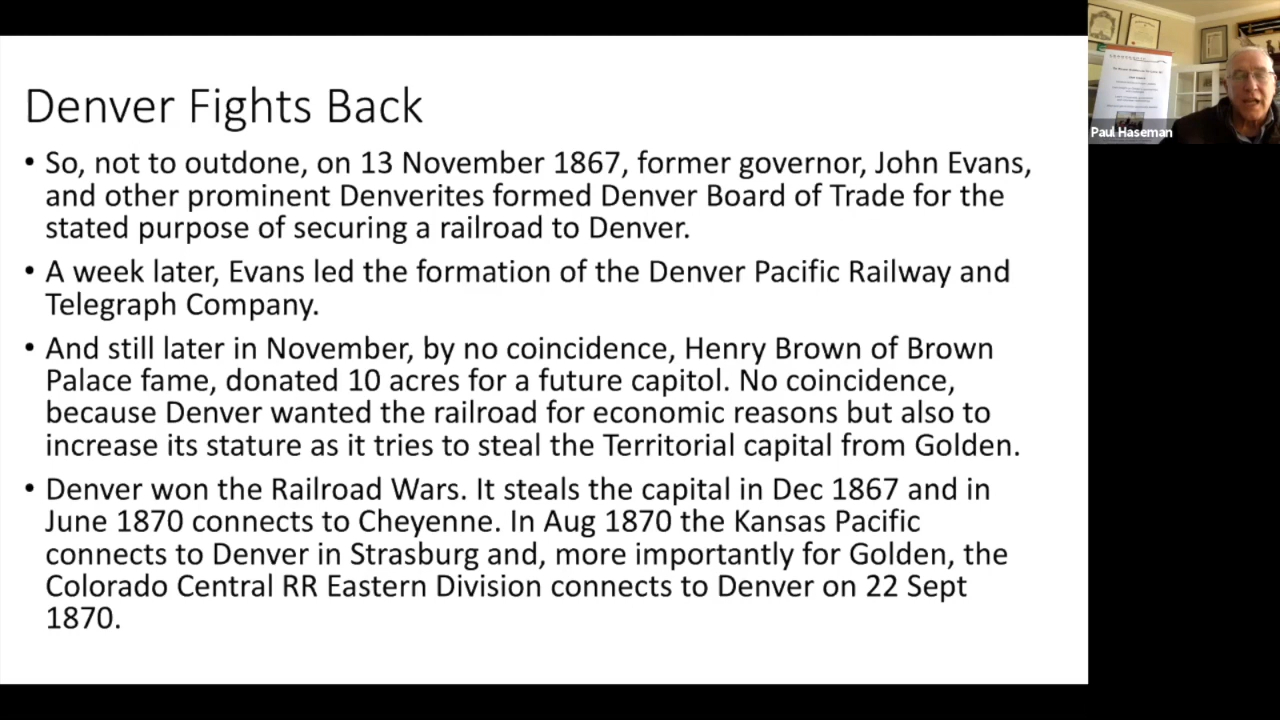 Denver Fights Back
• So, not to outdone, on 13 November 1867, former governor, John Evans,
and other prominent Denverites formed Denver Board of Trade for the
stated purpose of securing a railroad to Denver.
• A week later, Evans led the formation of the Denver Pacific Railway and
Telegraph Company.
• And still later in November, by no coincidence, Henry Brown of Brown
Palace fame, donated 10 acres for a future capitol. No coincidence,
because Denver wanted the railroad for economic reasons but also to
increase its stature as it tries to steal the Territorial capital from Golden.
• Denver won the Railroad Wars. It steals the capital in Dec 1867 and in
June 1870 connects to Cheyenne. In Aug 1870 the Kansas Pacific
connects to Denver in Strasburg and, more importantly for Golden, the
Colorado Central RR Eastern Division connects to Denver on 22 Sept
1870.
Paul Haseman